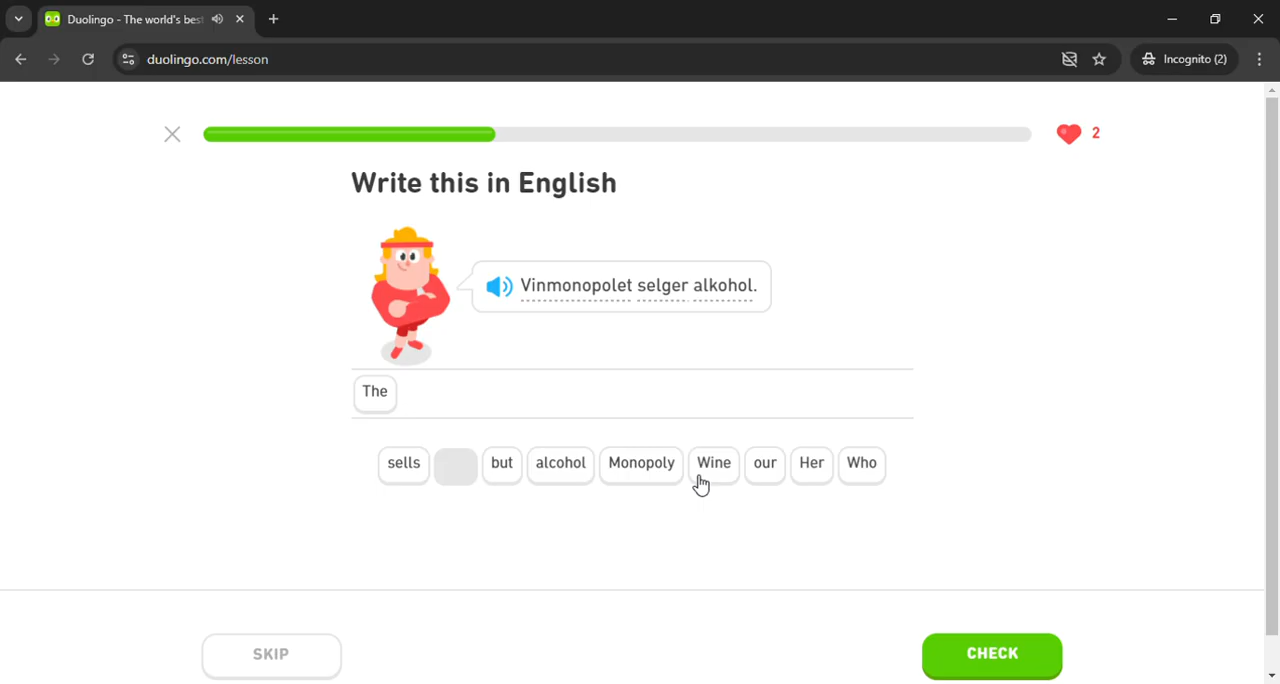 Duolingo - The world's bes
duolingo.com/lesson
Incognito (2)
2
Write this in English
Vinmonopolet selger alkohol.
The
sells but alcohol Monopoly Wine our Her Who
SKIP
CHECK